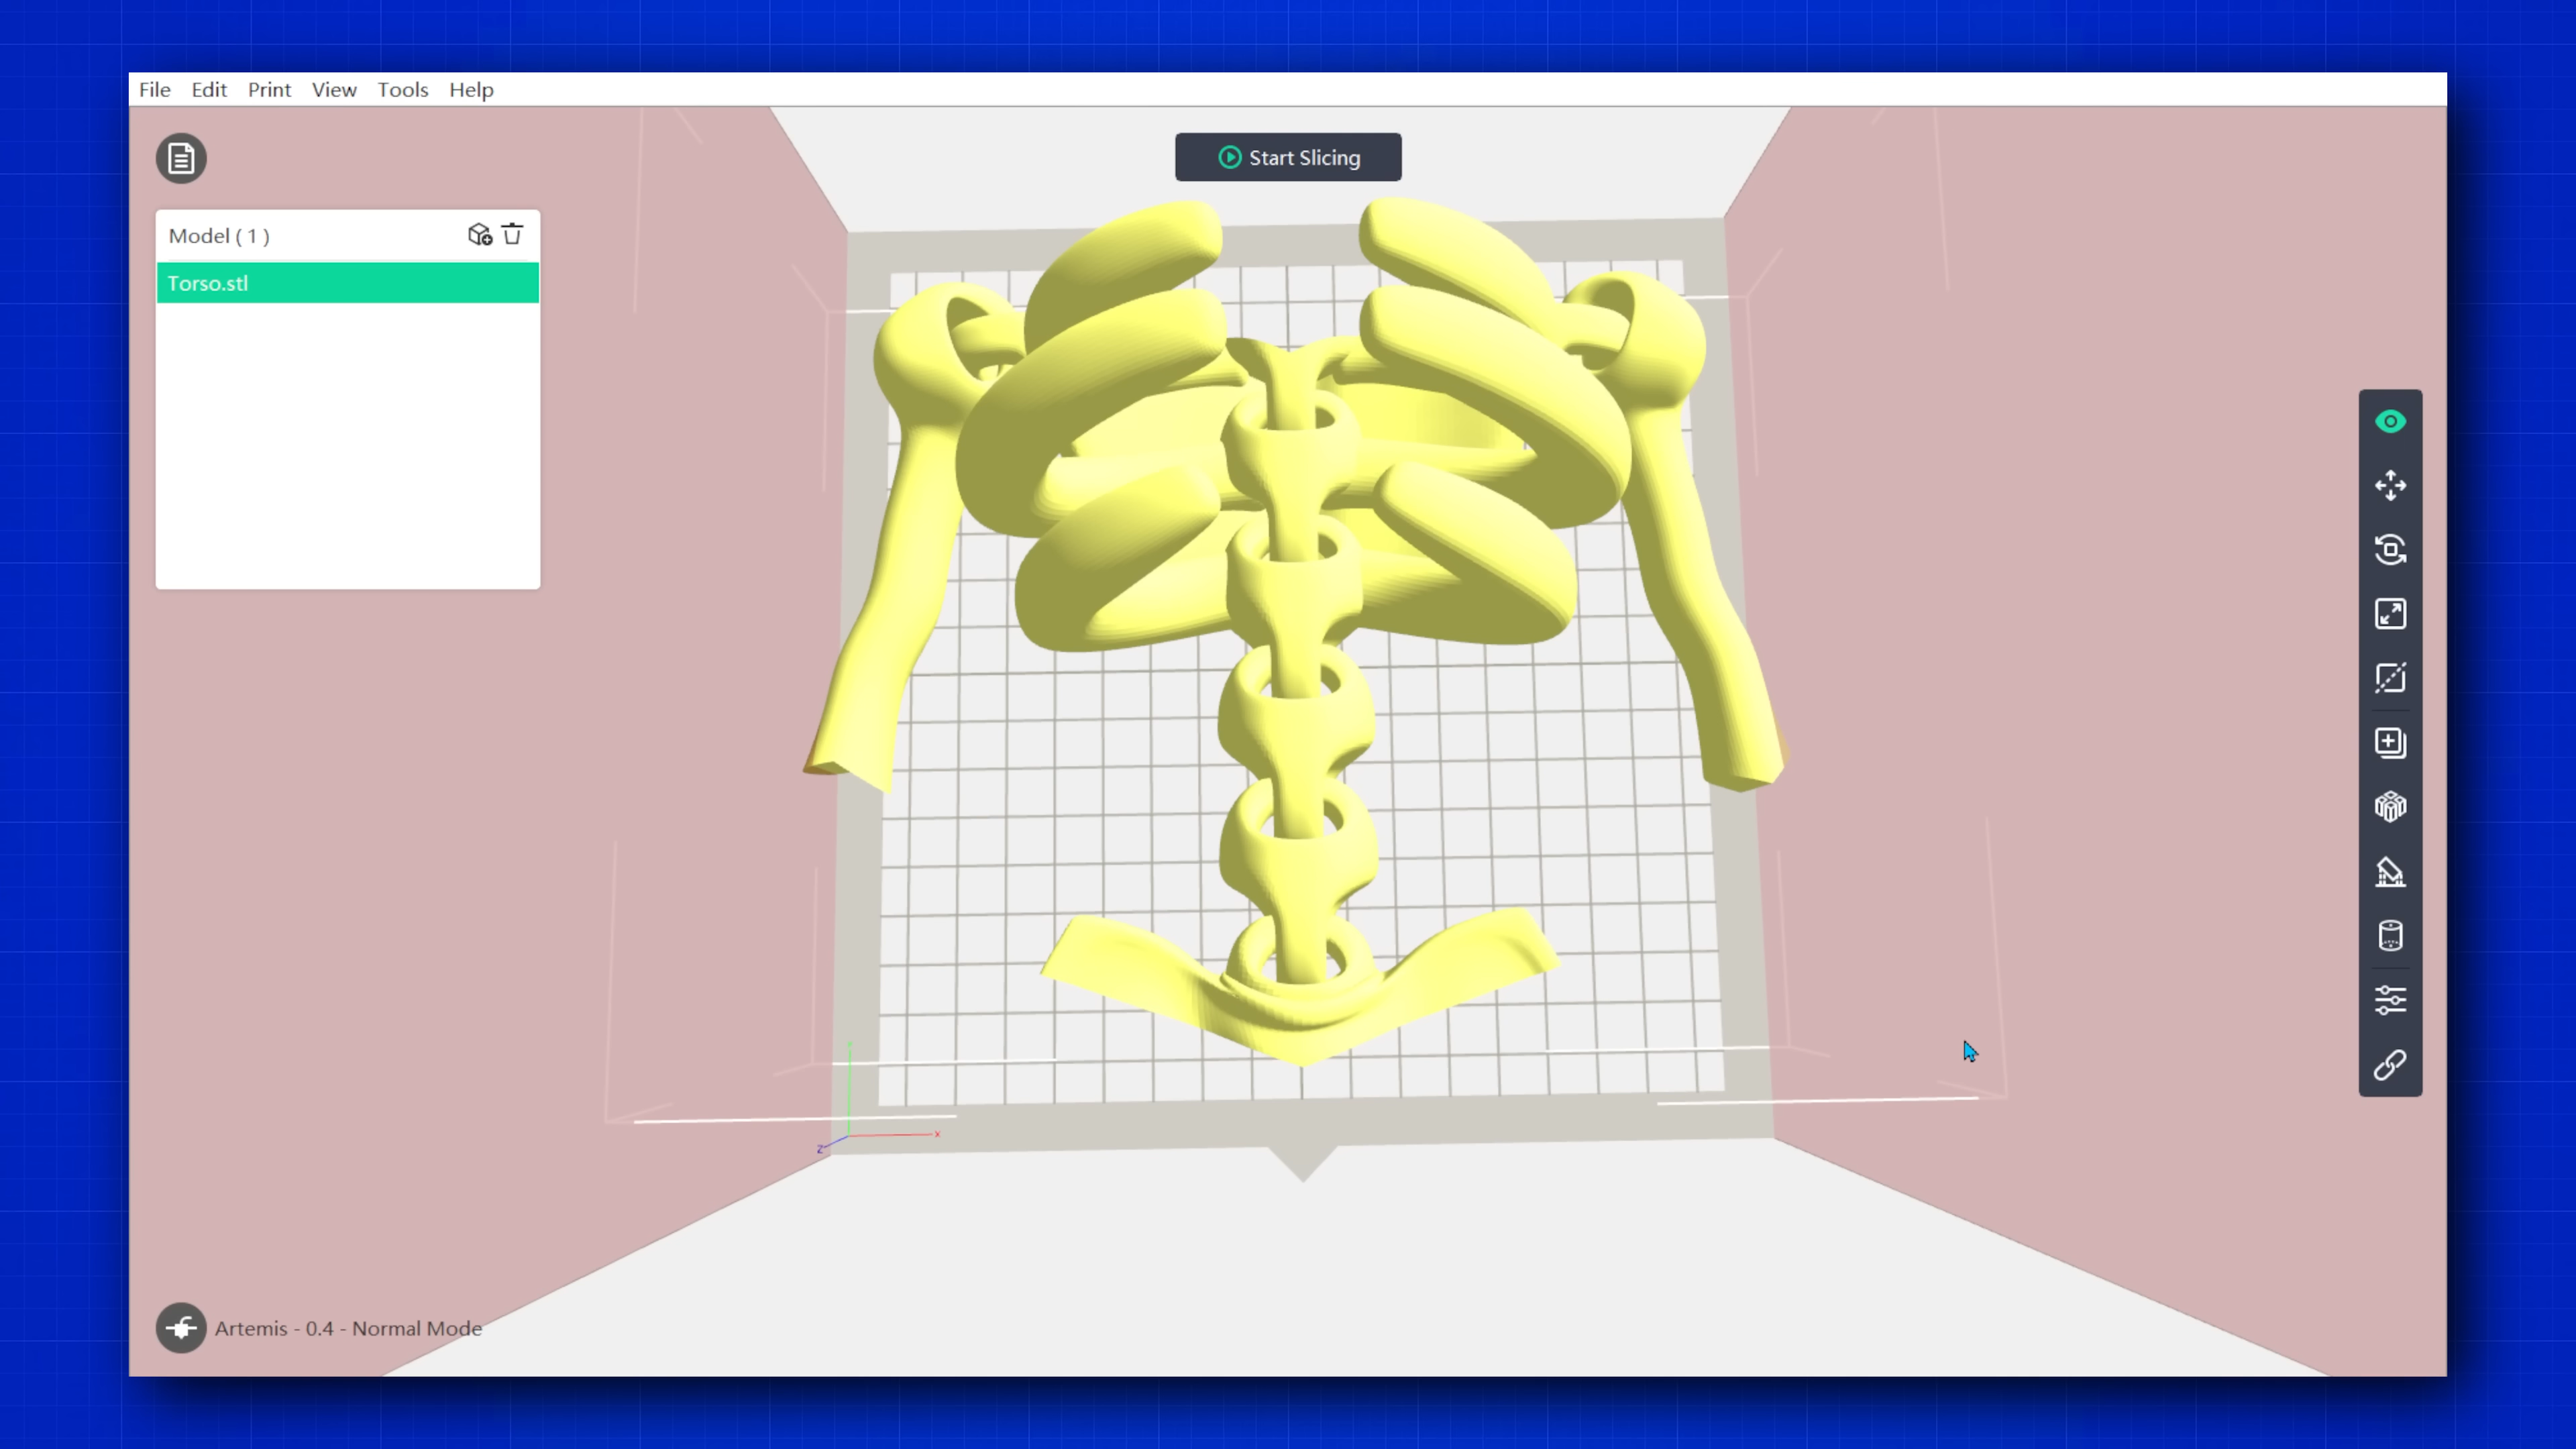 File Edit Print View Tools Help
Start Slicing
Model ( 1 )
Torso.stl
Z X
Artemis - 0.4 - Normal Mode